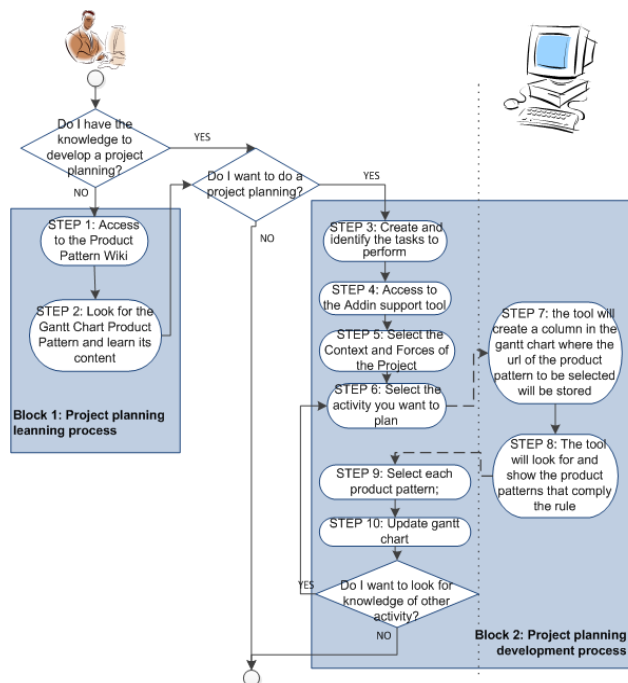 Do I have the
knowledge to
develop a project
planning?
YES
NO
Do I want to do a
project planning?
YES
NO
STEP 1: Access
to the Product
Pattern Wiki
STEP 2: Look for the
Gantt Chart Product
Pattern and learn its
content
Block 1: Project planning
leanning process
STEP 3: Create and
identify the tasks to
perform
STEP 4: Access to
the Addin support tool
STEP 5: Select the
Context and Forces of
the Project
STEP 6: Select the
activity you want to
plan
STEP 7: the tool will
create a column in the
gantt chart where the
url of the product
pattern to be selected
will be stored
STEP 8: The tool
will look for and
show the product
patterns that comply
the rule
STEP 9: Select each
product pattern;
STEP 10: Update gantt
chart
Do I want to look for
knowledge of other
activity?
YES
NO
Block 2: Project planning
development process